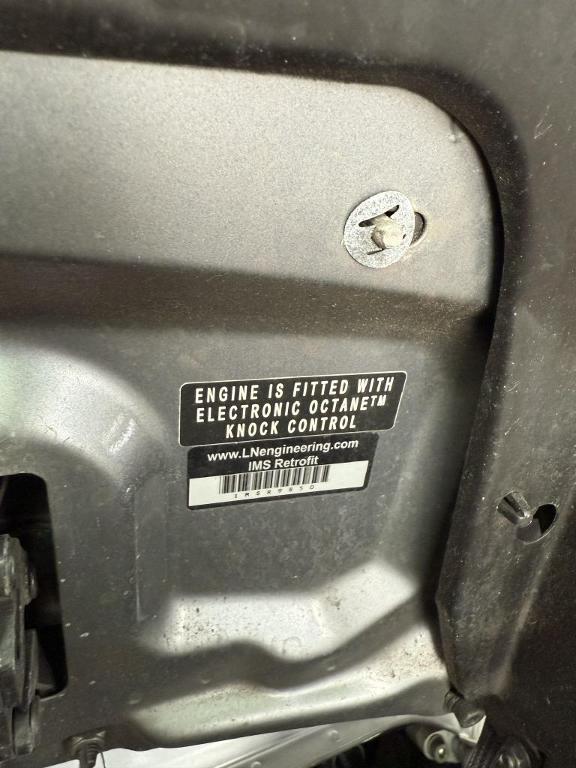 ENGINE IS FITTED WITH
ELECTRONIC OCTANE™
KNOCK CONTROL
www.LNengineering.com
IMS Retrofit